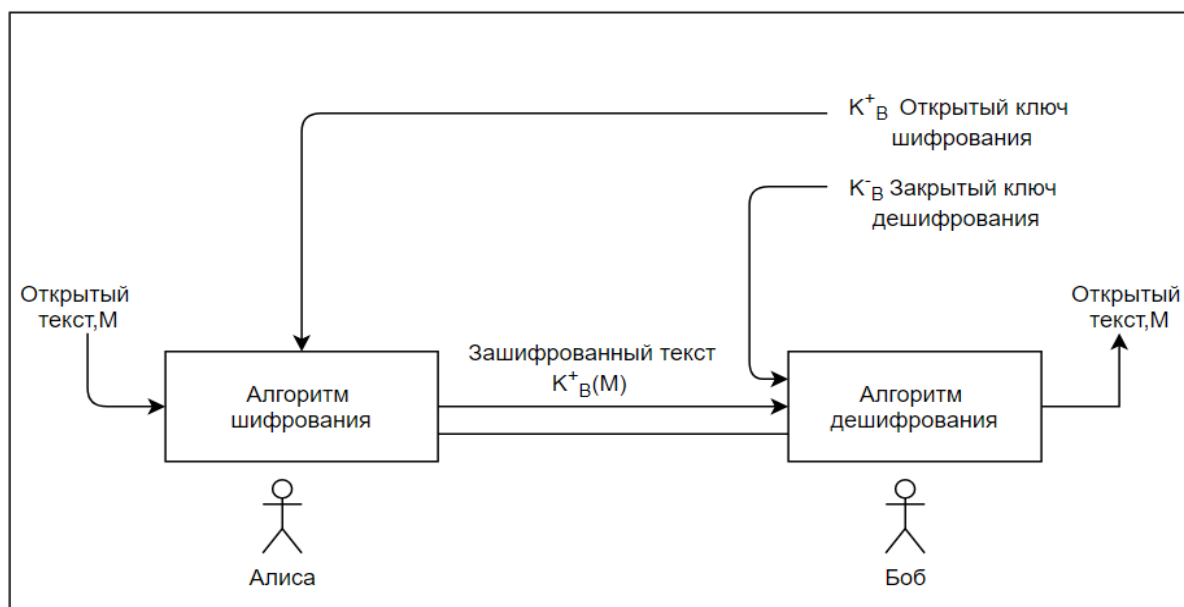 K⁺B Открытый ключ
шифрования
K⁻B Закрытый ключ
дешифрования
Открытый
текст,М
Открытый
текст,М
Зашифрованный текст
K⁺B(M)
Алгоритм
шифрования
Алгоритм
дешифрования
Алиса
Боб